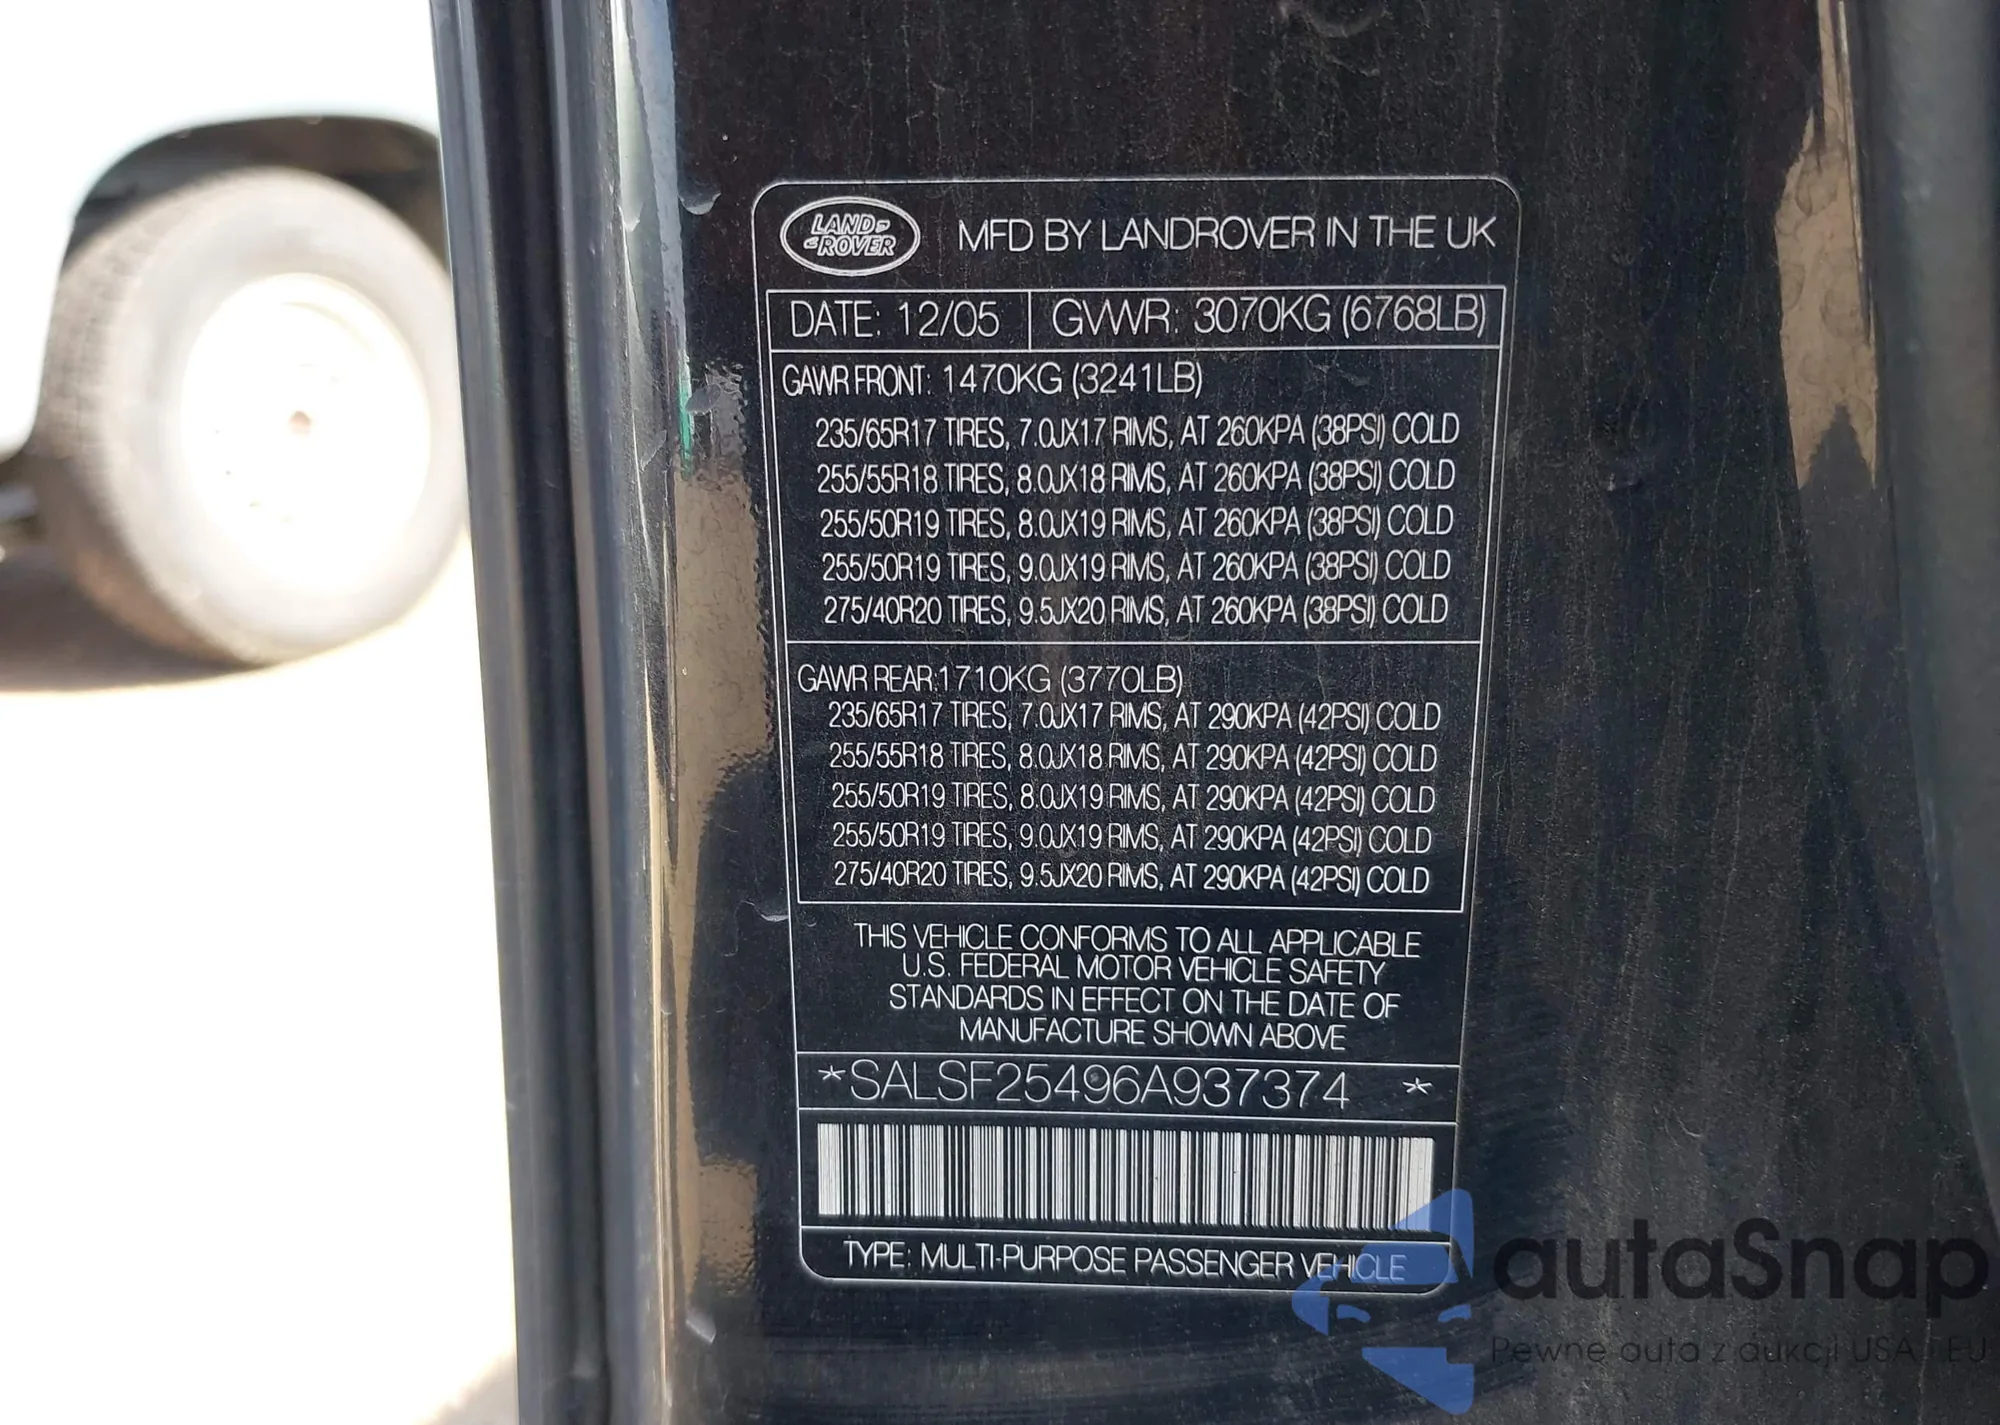 LAND
ROVER
MFD BY LANDROVER IN THE UK
DATE: 12/05
GVWR: 3070KG (6768LB)
GAWR FRONT: 1470KG (3241LB)
235/65R17 TIRES, 7.0JX17 RIMS, AT 260KPA (38PSI) COLD
255/55R18 TIRES, 8.0JX18 RIMS, AT 260KPA (38PSI) COLD
255/50R19 TIRES, 8.0JX19 RIMS, AT 260KPA (38PSI) COLD
255/50R19 TIRES, 9.0JX19 RIMS, AT 260KPA (38PSI) COLD
275/40R20 TIRES, 9.5JX20 RIMS, AT 260KPA (38PSI) COLD
GAWR REAR:1710KG (3770LB)
235/65R17 TIRES, 7.0JX17 RIMS, AT 290KPA (42PSI) COLD
255/55R18 TIRES, 8.0JX18 RIMS, AT 290KPA (42PSI) COLD
255/50R19 TIRES, 8.0JX19 RIMS, AT 290KPA (42PSI) COLD
255/50R19 TIRES, 9.0JX19 RIMS, AT 290KPA (42PSI) COLD
275/40R20 TIRES, 9.5JX20 RIMS, AT 290KPA (42PSI) COLD
THIS VEHICLE CONFORMS TO ALL APPLICABLE
U.S. FEDERAL MOTOR VEHICLE SAFETY
STANDARDS IN EFFECT ON THE DATE OF
MANUFACTURE SHOWN ABOVE
*SALSF25496A937374 *
TYPE: MULTI-PURPOSE PASSENGER VEHICLE
autaSnap
Pewne auta z aukcji USA i EU